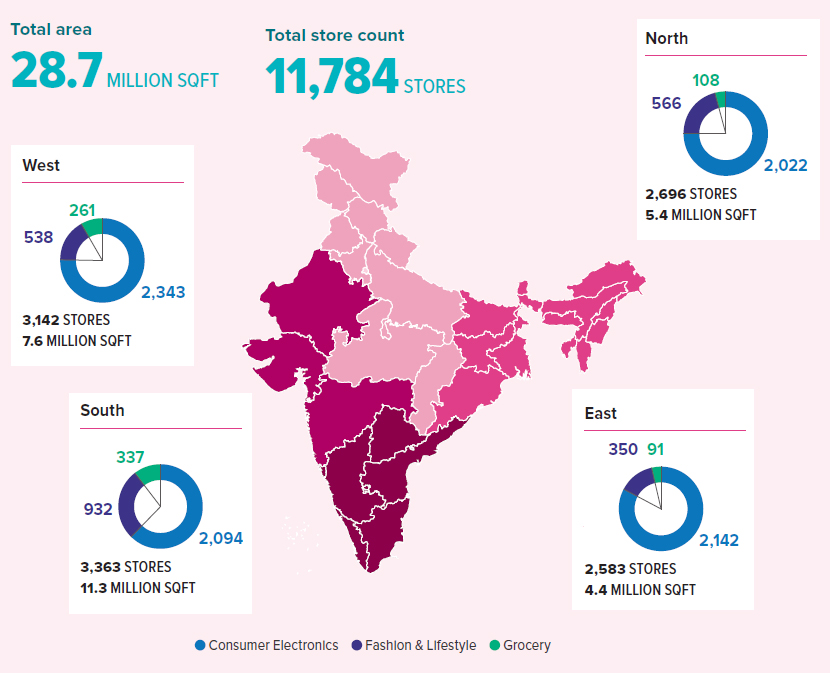 Total area
28.7 MILLION SQFT
Total store count
11,784 STORES
North
108
566
2,022
2,696 STORES
5.4 MILLION SQFT
West
261
538
2,343
3,142 STORES
7.6 MILLION SQFT
South
337
932
2,094
3,363 STORES
11.3 MILLION SQFT
East
350 91
2,142
2,583 STORES
4.4 MILLION SQFT
Consumer Electronics Fashion & Lifestyle Grocery